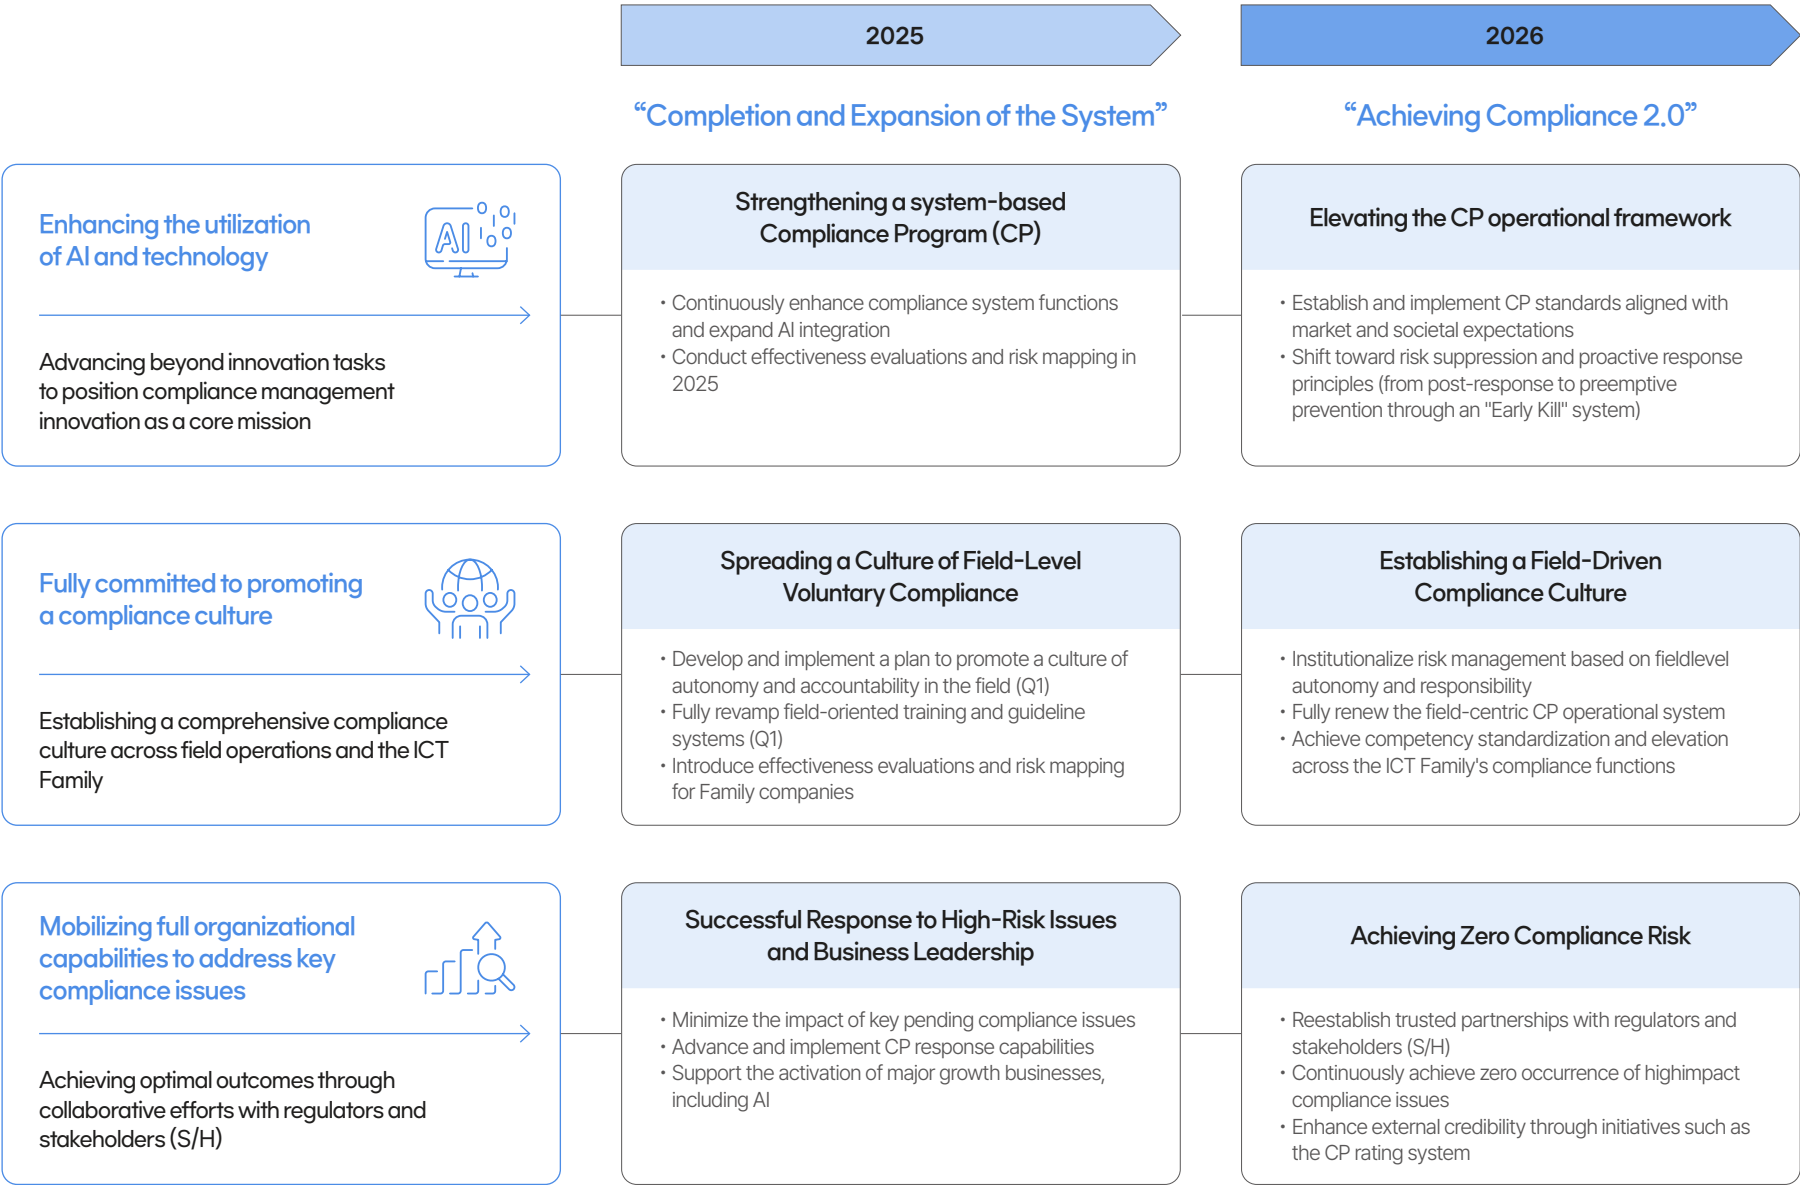 2025
2026
“Completion and Expansion of the System”
“Achieving Compliance 2.0”
Enhancing the utilization
of AI and technology
AI
Advancing beyond innovation tasks
to position compliance management
innovation as a core mission
Strengthening a system-based
Compliance Program (CP)
• Continuously enhance compliance system functions
and expand AI integration
• Conduct effectiveness evaluations and risk mapping in
2025
Elevating the CP operational framework
• Establish and implement CP standards aligned with
market and societal expectations
• Shift toward risk suppression and proactive response
principles (from post-response to preemptive
prevention through an "Early Kill" system)
Fully committed to promoting
a compliance culture
Establishing a comprehensive compliance
culture across field operations and the ICT
Family
Spreading a Culture of Field-Level
Voluntary Compliance
• Develop and implement a plan to promote a culture of
autonomy and accountability in the field (Q1)
• Fully revamp field-oriented training and guideline
systems (Q1)
• Introduce effectiveness evaluations and risk mapping
for Family companies
Establishing a Field-Driven
Compliance Culture
• Institutionalize risk management based on fieldlevel
autonomy and responsibility
• Fully renew the field-centric CP operational system
• Achieve competency standardization and elevation
across the ICT Family's compliance functions
Mobilizing full organizational
capabilities to address key
compliance issues
Achieving optimal outcomes through
collaborative efforts with regulators and
stakeholders (S/H)
Successful Response to High-Risk Issues
and Business Leadership
• Minimize the impact of key pending compliance issues
• Advance and implement CP response capabilities
• Support the activation of major growth businesses,
including AI
Achieving Zero Compliance Risk
• Reestablish trusted partnerships with regulators and
stakeholders (S/H)
• Continuously achieve zero occurrence of highimpact
compliance issues
• Enhance external credibility through initiatives such as
the CP rating system